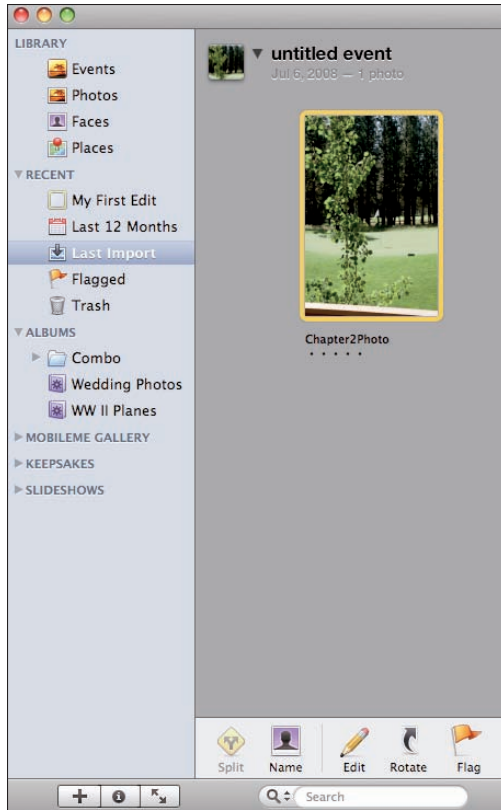 LIBRARY
Events
Photos
Faces
Places
RECENT
My First Edit
Last 12 Months
Last Import
Flagged
Trash
ALBUMS
Combo
Wedding Photos
WW II Planes
MOBILEME GALLERY
KEEPSAKES
SLIDESHOWS
untitled event
Jul 6, 2008 — 1 photo
Chapter2Photo
Split
Name
Edit
Rotate
Flag
Search